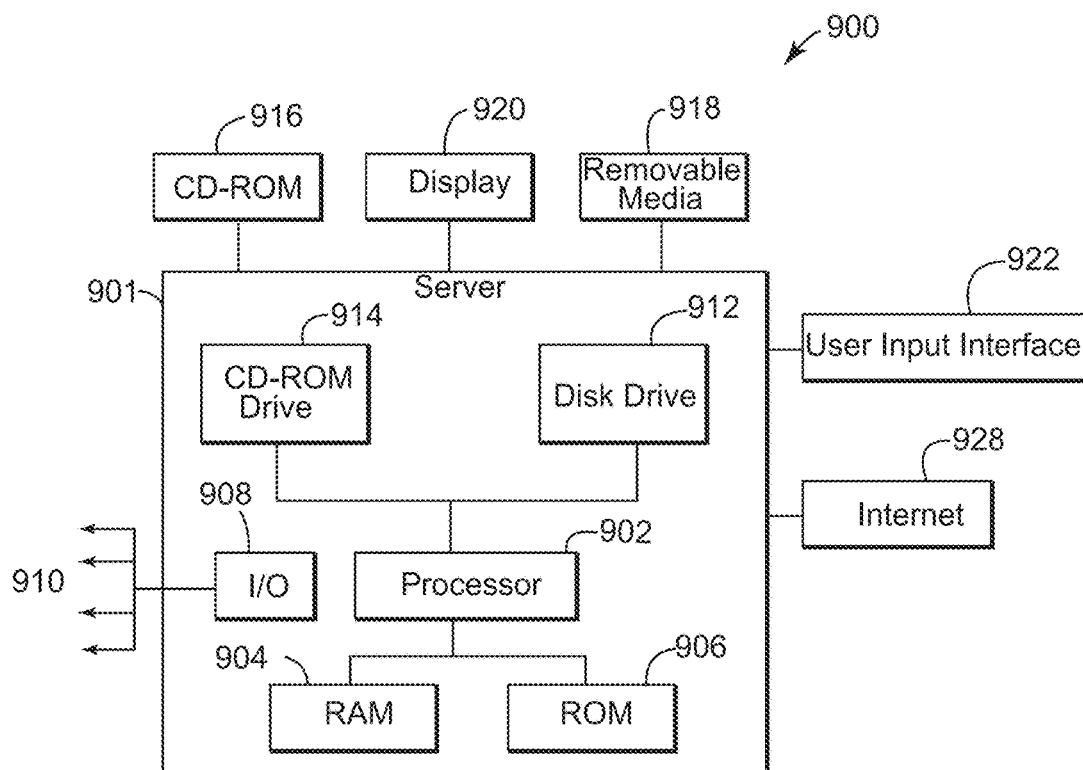 900
916
920
918
CD-ROM
Display
Removable
Media
901
Server
922
914
912
User Input Interface
CD-ROM
Drive
Disk Drive
928
908
Internet
902
910
I/O
Processor
904
906
RAM
ROM